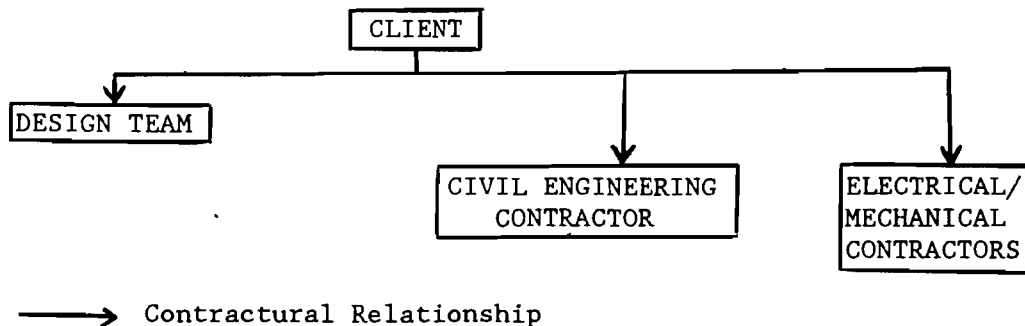 CLIENT
DESIGN TEAM
CIVIL ENGINEERING
CONTRACTOR
ELECTRICAL/
MECHANICAL
CONTRACTORS
Contractural Relationship